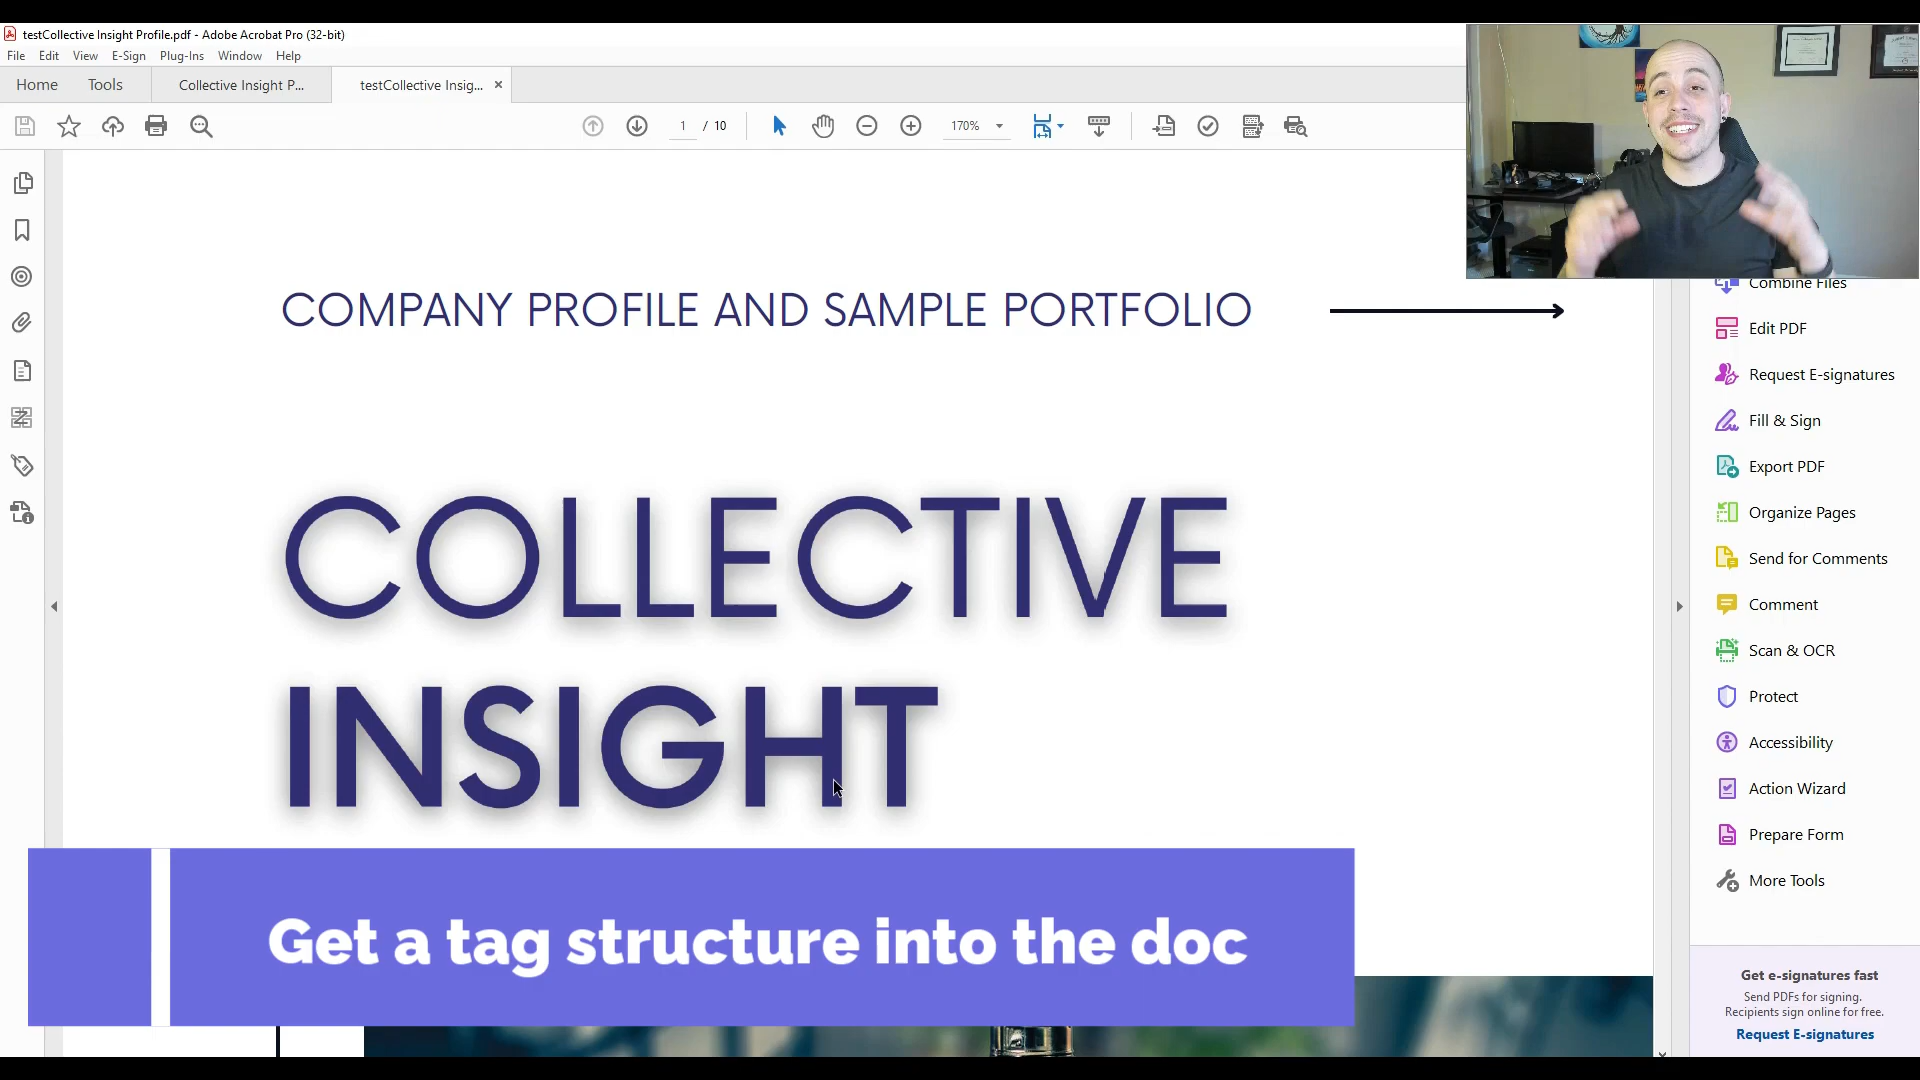 testCollective Insight Profile.pdf - Adobe Acrobat Pro (32-bit)
File Edit View E-Sign Plug-Ins Window Help
Home Tools Collective Insight P... testCollective Insig...
1 / 10 170%
COMPANY PROFILE AND SAMPLE PORTFOLIO
COLLECTIVE
INSIGHT
Get a tag structure into the doc
Combine Files
Edit PDF
Request E-signatures
Fill & Sign
Export PDF
Organize Pages
Send for Comments
Comment
Scan & OCR
Protect
Accessibility
Action Wizard
Prepare Form
More Tools
Get e-signatures fast
Send PDFs for signing.
Recipients sign online for free.
Request E-signatures